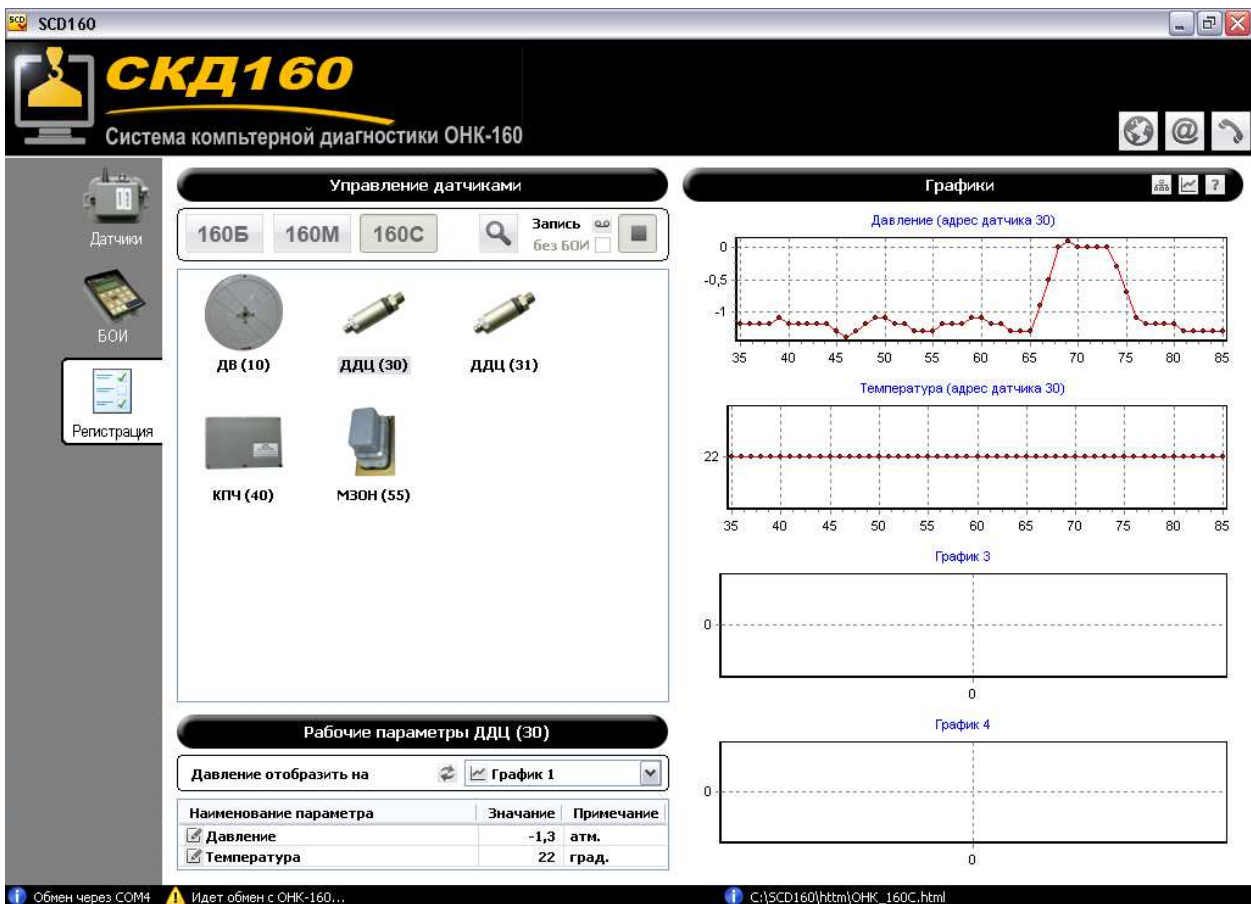 SCD160
СКД160
Система компьтерной диагностики ОНК-160
Датчики
БОИ
Регистрация
Управление датчиками
160Б 160М 160С
Запись
без БОИ
ДВ (10) ДДЦ (30) ДДЦ (31)
КПЧ (40) МЗОН (55)
Рабочие параметры ДДЦ (30)
Давление отобразить на График 1
Наименование параметра Значание Примечание
Давление -1,3 атм.
Температура 22 град.
Графики ?
Давление (адрес датчика 30)
0
-0,5
-1
35 40 45 50 55 60 65 70 75 80 85
Температура (адрес датчика 30)
22
35 40 45 50 55 60 65 70 75 80 85
График 3
0
0
График 4
0
0
Обмен через COM4 Идет обмен с ОНК-160... C:\SCD160\httm\ОНК_160С.html